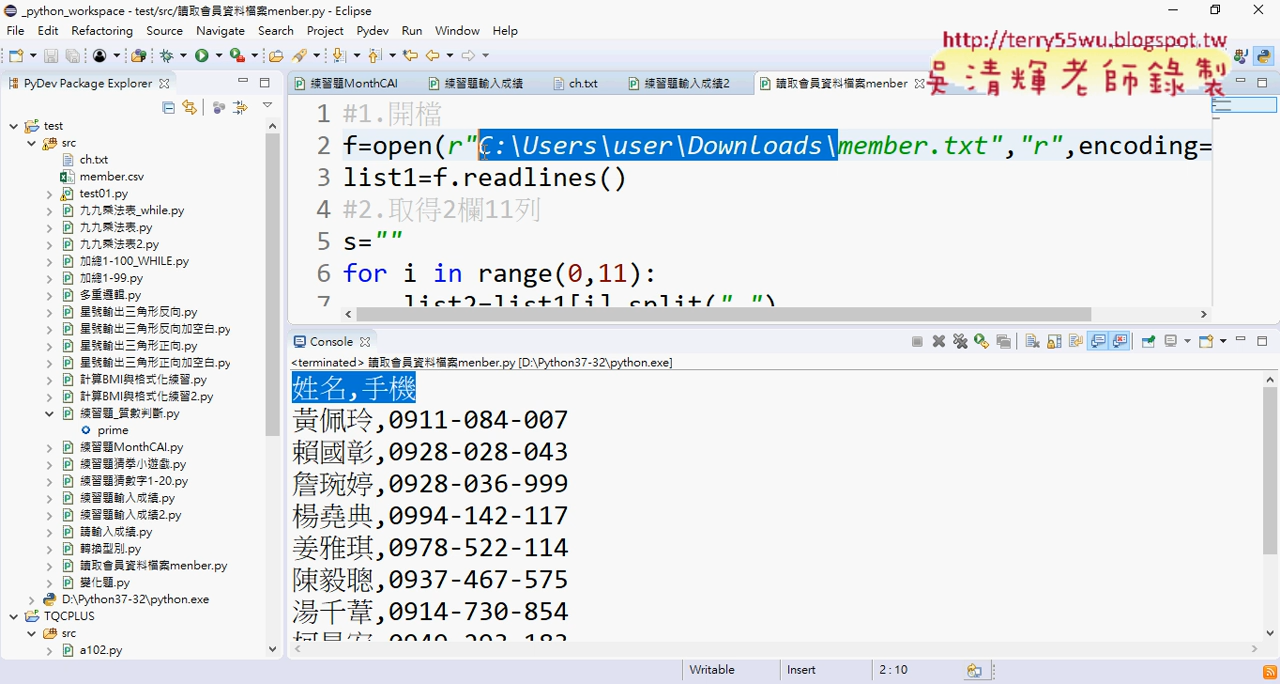 _python_workspace - test/src/讀取會員資料檔案menber.py - Eclipse
File Edit Refactoring Source Navigate Search Project Pydev Run Window Help
http://terry55wu.blogspot.tw
吳清輝老師錄製
PyDev Package Explorer
練習題MonthCAl
練習題輸入成績
ch.txt
練習題輸入成績2
讀取會員資料檔案menber
test
src
ch.txt
member.csv
test01.py
九九乘法表_while.py
九九乘法表.py
九九乘法表2.py
加總1-100_WHILE.py
加總1-99.py
多重邏輯.py
星號輸出三角形反向.py
星號輸出三角形反向加空白.py
星號輸出三角形正向.py
星號輸出三角形正向加空白.py
計算BMI與格式化練習.py
計算BMI與格式化練習2.py
練習題_質數判斷.py
prime
練習題MonthCAl.py
練習題猜拳小遊戲.py
練習題猜數字1-20.py
練習題輸入成績.py
練習題輸入成績2.py
請輸入成績.py
轉換型別.py
讀取會員資料檔案menber.py
變化題.py
D:\Python37-32\python.exe
TQCPLUS
src
a102.py
1 #1.開檔
2 f=open(r"C:\Users\user\Downloads\member.txt","r",encoding=
3 list1=f.readlines()
4 #2.取得2欄11列
5 s=""
6 for i in range(0,11):
7 list2=list1[i].split(",")
Console
<terminated> 讀取會員資料檔案menber.py [D:\Python37-32\python.exe]
姓名,手機
黃佩玲,0911-084-007
賴國彰,0928-028-043
詹琬婷,0928-036-999
楊堯典,0994-142-117
姜雅琪,0978-522-114
陳毅聰,0937-467-575
湯千葦,0914-730-854
Writable
Insert
2 : 10